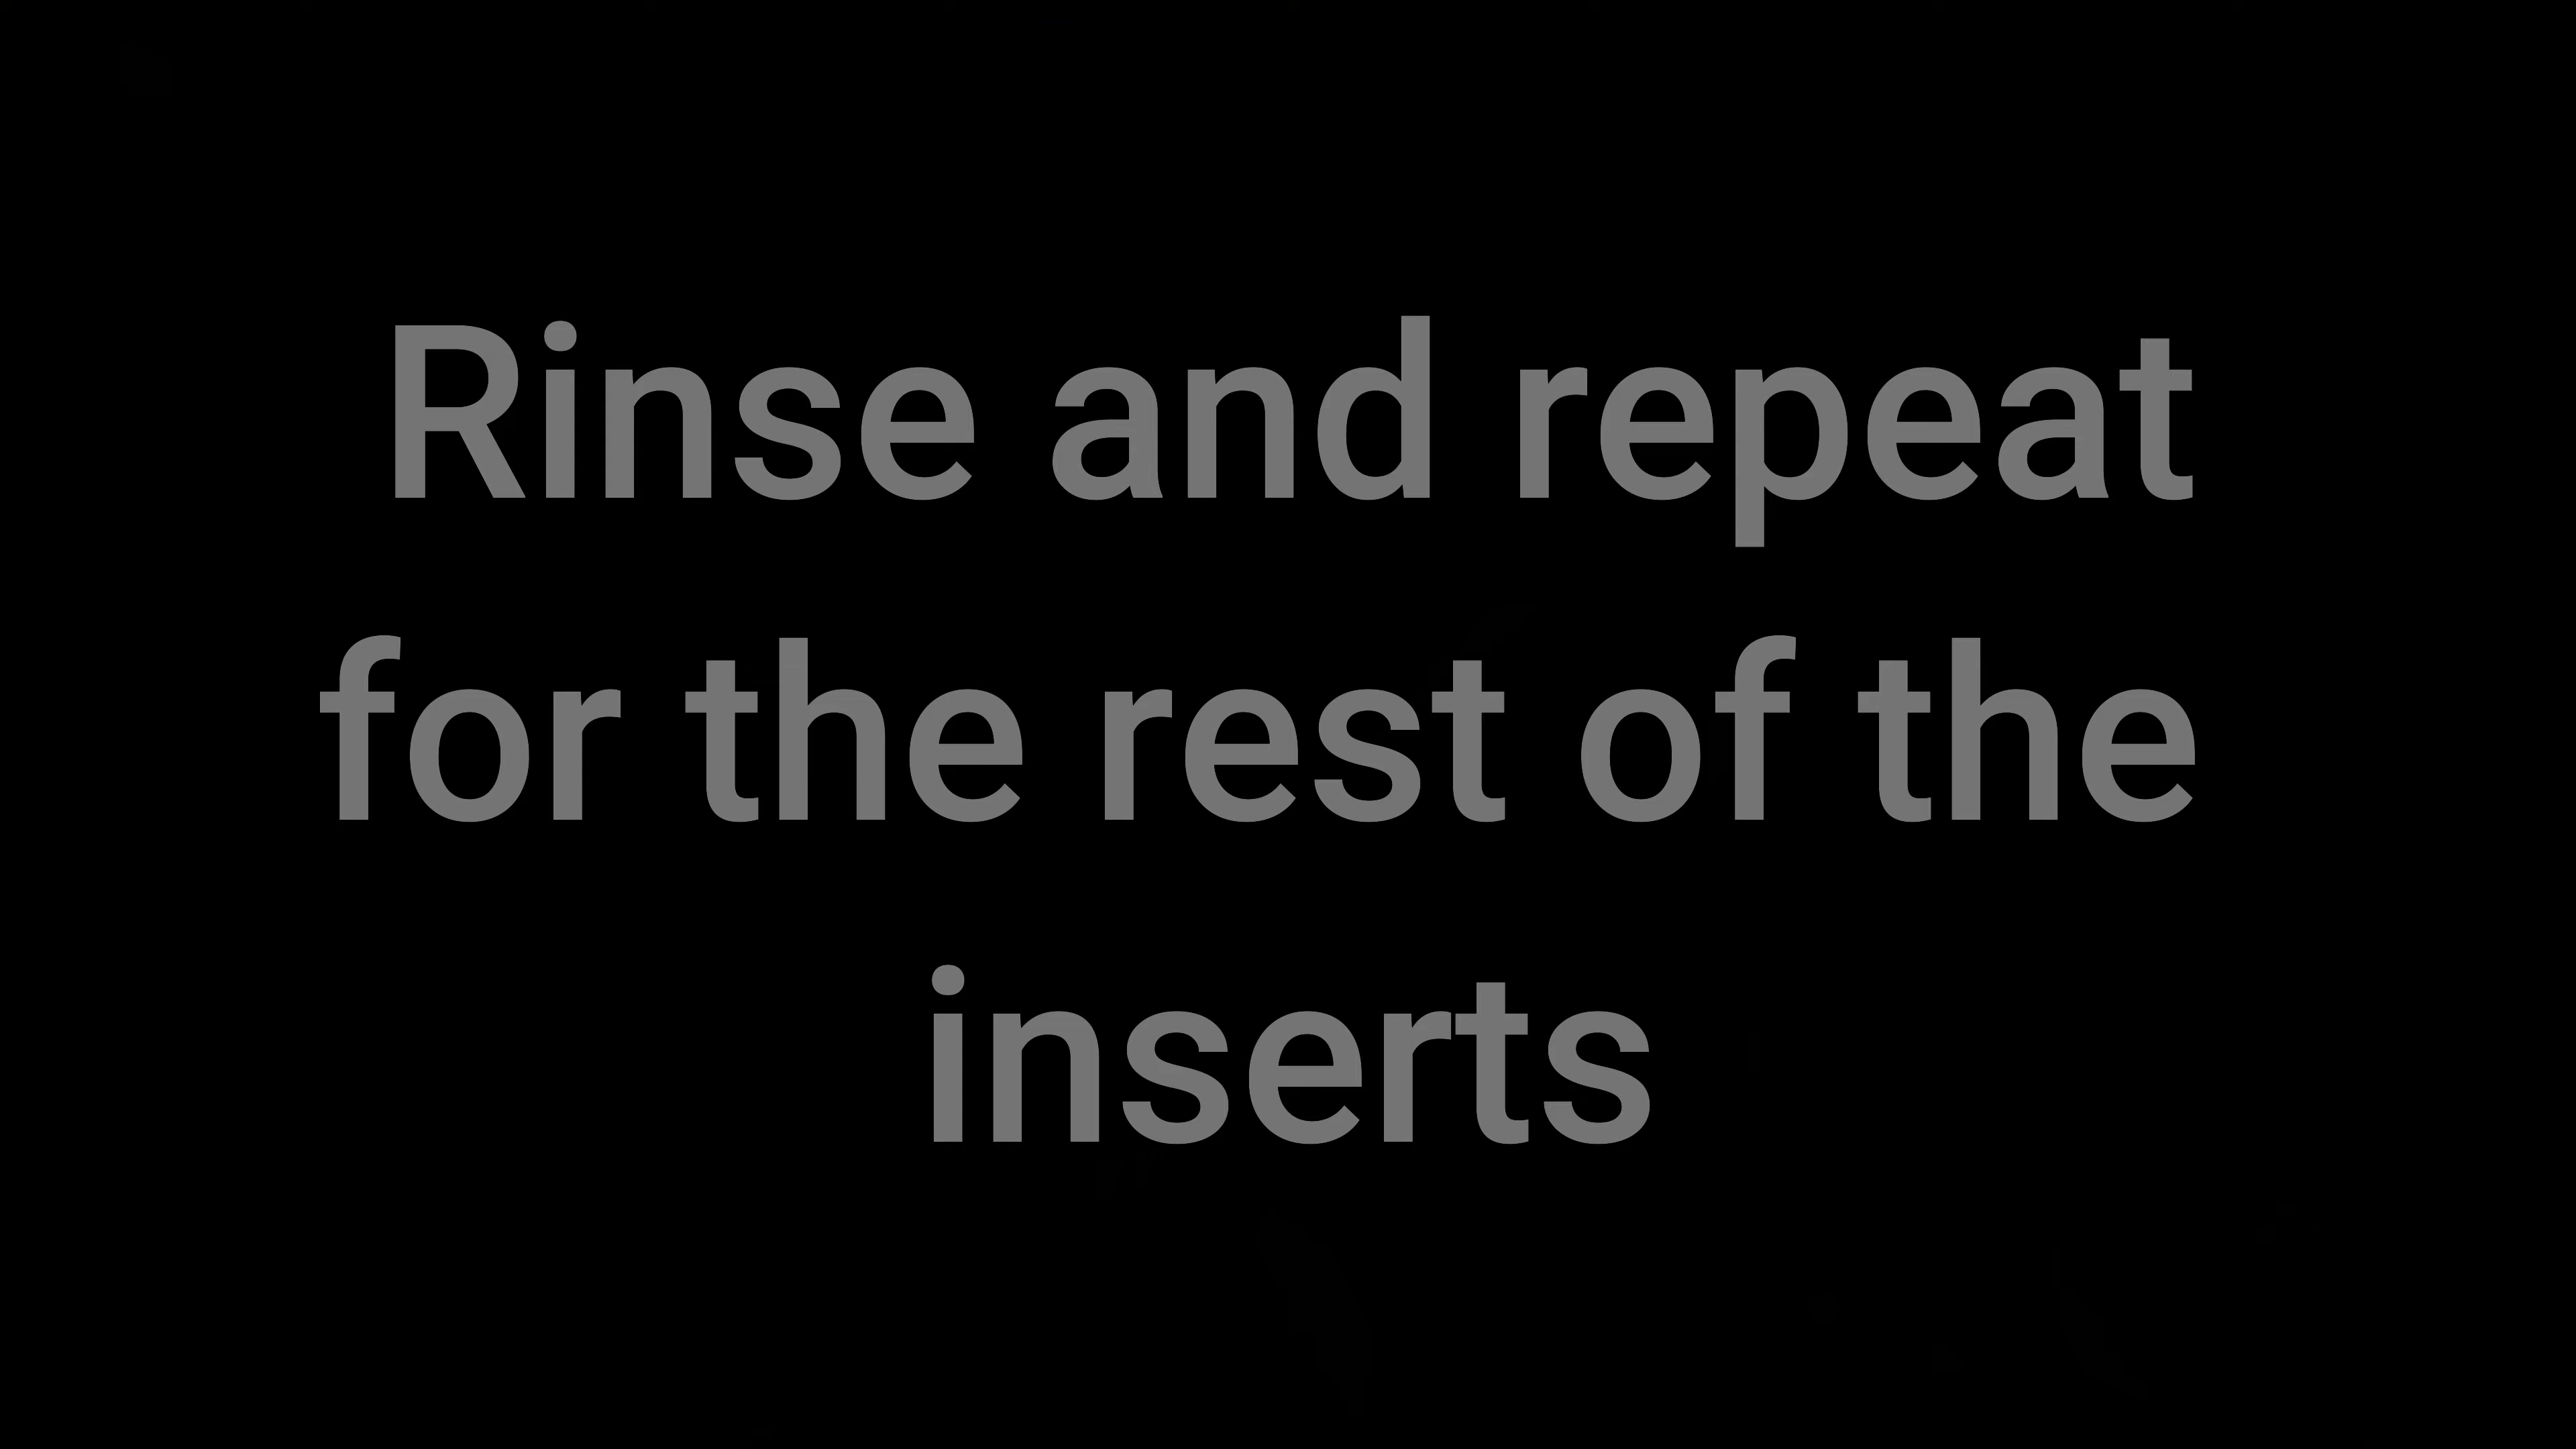 Rinse and repeat
for the rest of the
inserts